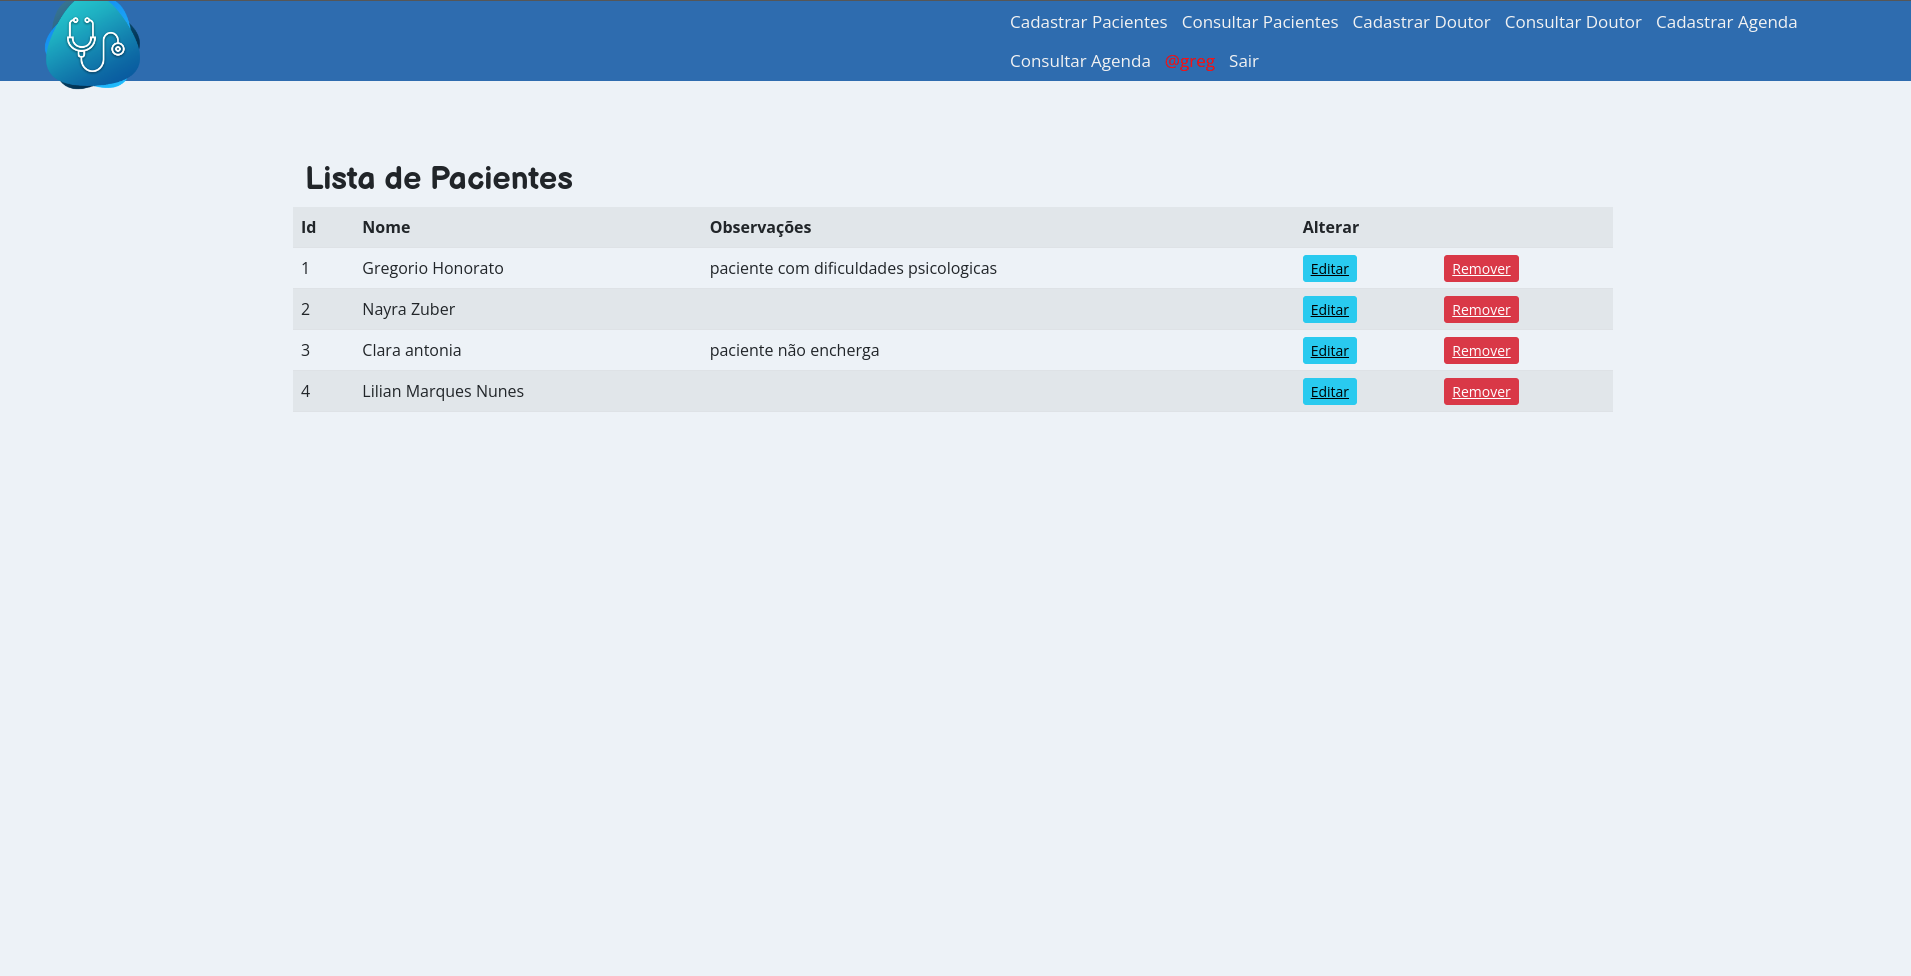 Cadastrar Pacientes Consultar Pacientes Cadastrar Doutor Consultar Doutor Cadastrar Agenda
Consultar Agenda @greg Sair
Lista de Pacientes
Id Nome Observações Alterar
1 Gregorio Honorato paciente com dificuldades psicologicas Editar Remover
2 Nayra Zuber Editar Remover
3 Clara antonia paciente não encherga Editar Remover
4 Lilian Marques Nunes Editar Remover